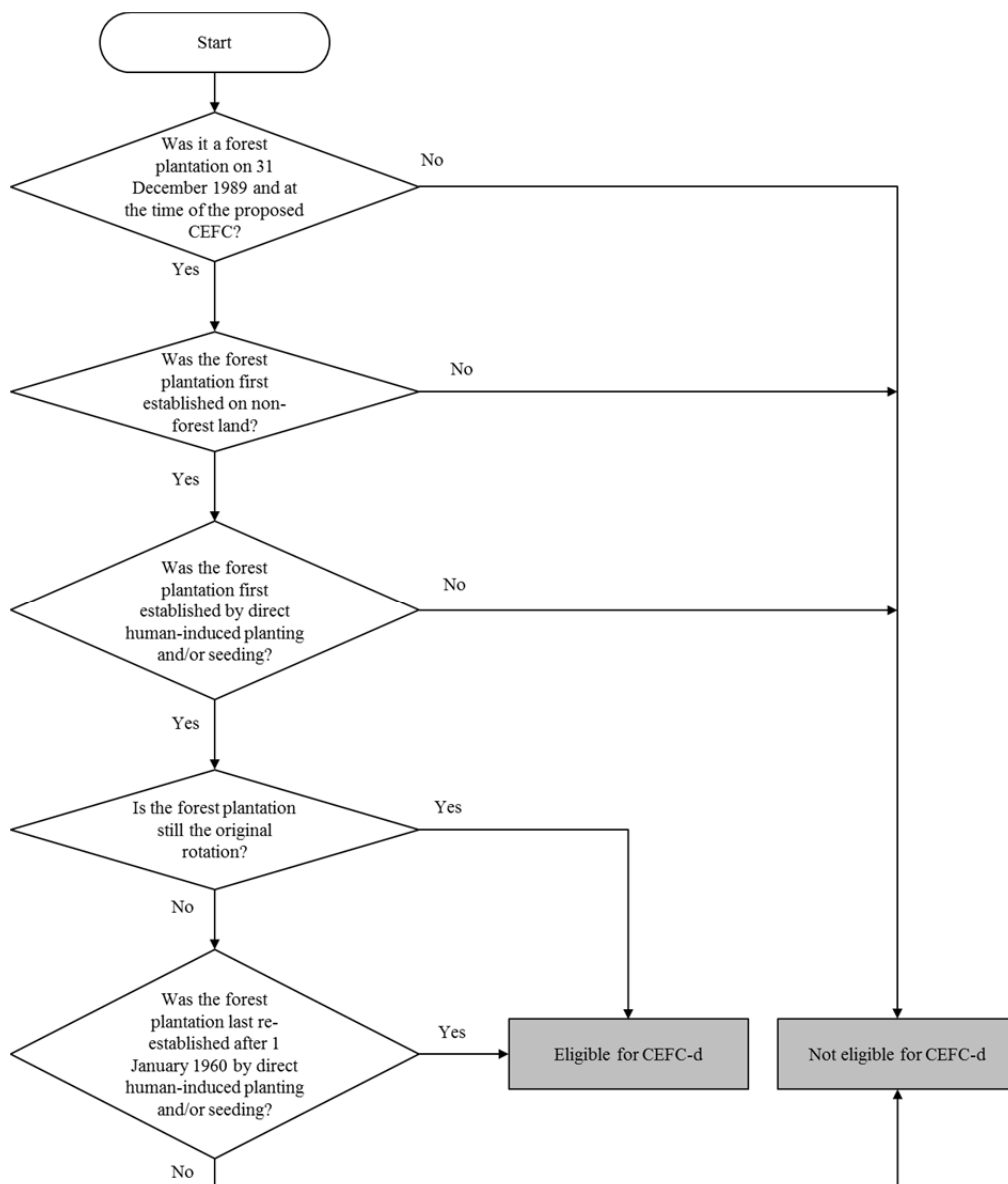 Start
Was it a forest
plantation on 31
December 1989 and at
the time of the proposed
CEFC?
No
Yes
Was the forest
plantation first
established on non-
forest land?
No
Yes
Was the forest
plantation first
established by direct
human-induced planting
and/or seeding?
No
Yes
Is the forest plantation
still the original
rotation?
Yes
No
Was the forest
plantation last re-
established after 1
January 1960 by direct
human-induced planting
and/or seeding?
Yes
Eligible for CEFC-d
Not eligible for CEFC-d
No